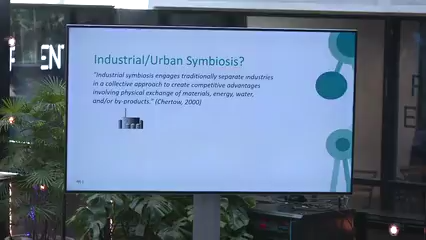 Industrial/Urban Symbiosis?
"Industrial symbiosis engages traditionally separate industries
in a collective approach to create competitive advantages
involving physical exchange of materials, energy, water,
and/or by-products." (Chertow, 2000)
ENT